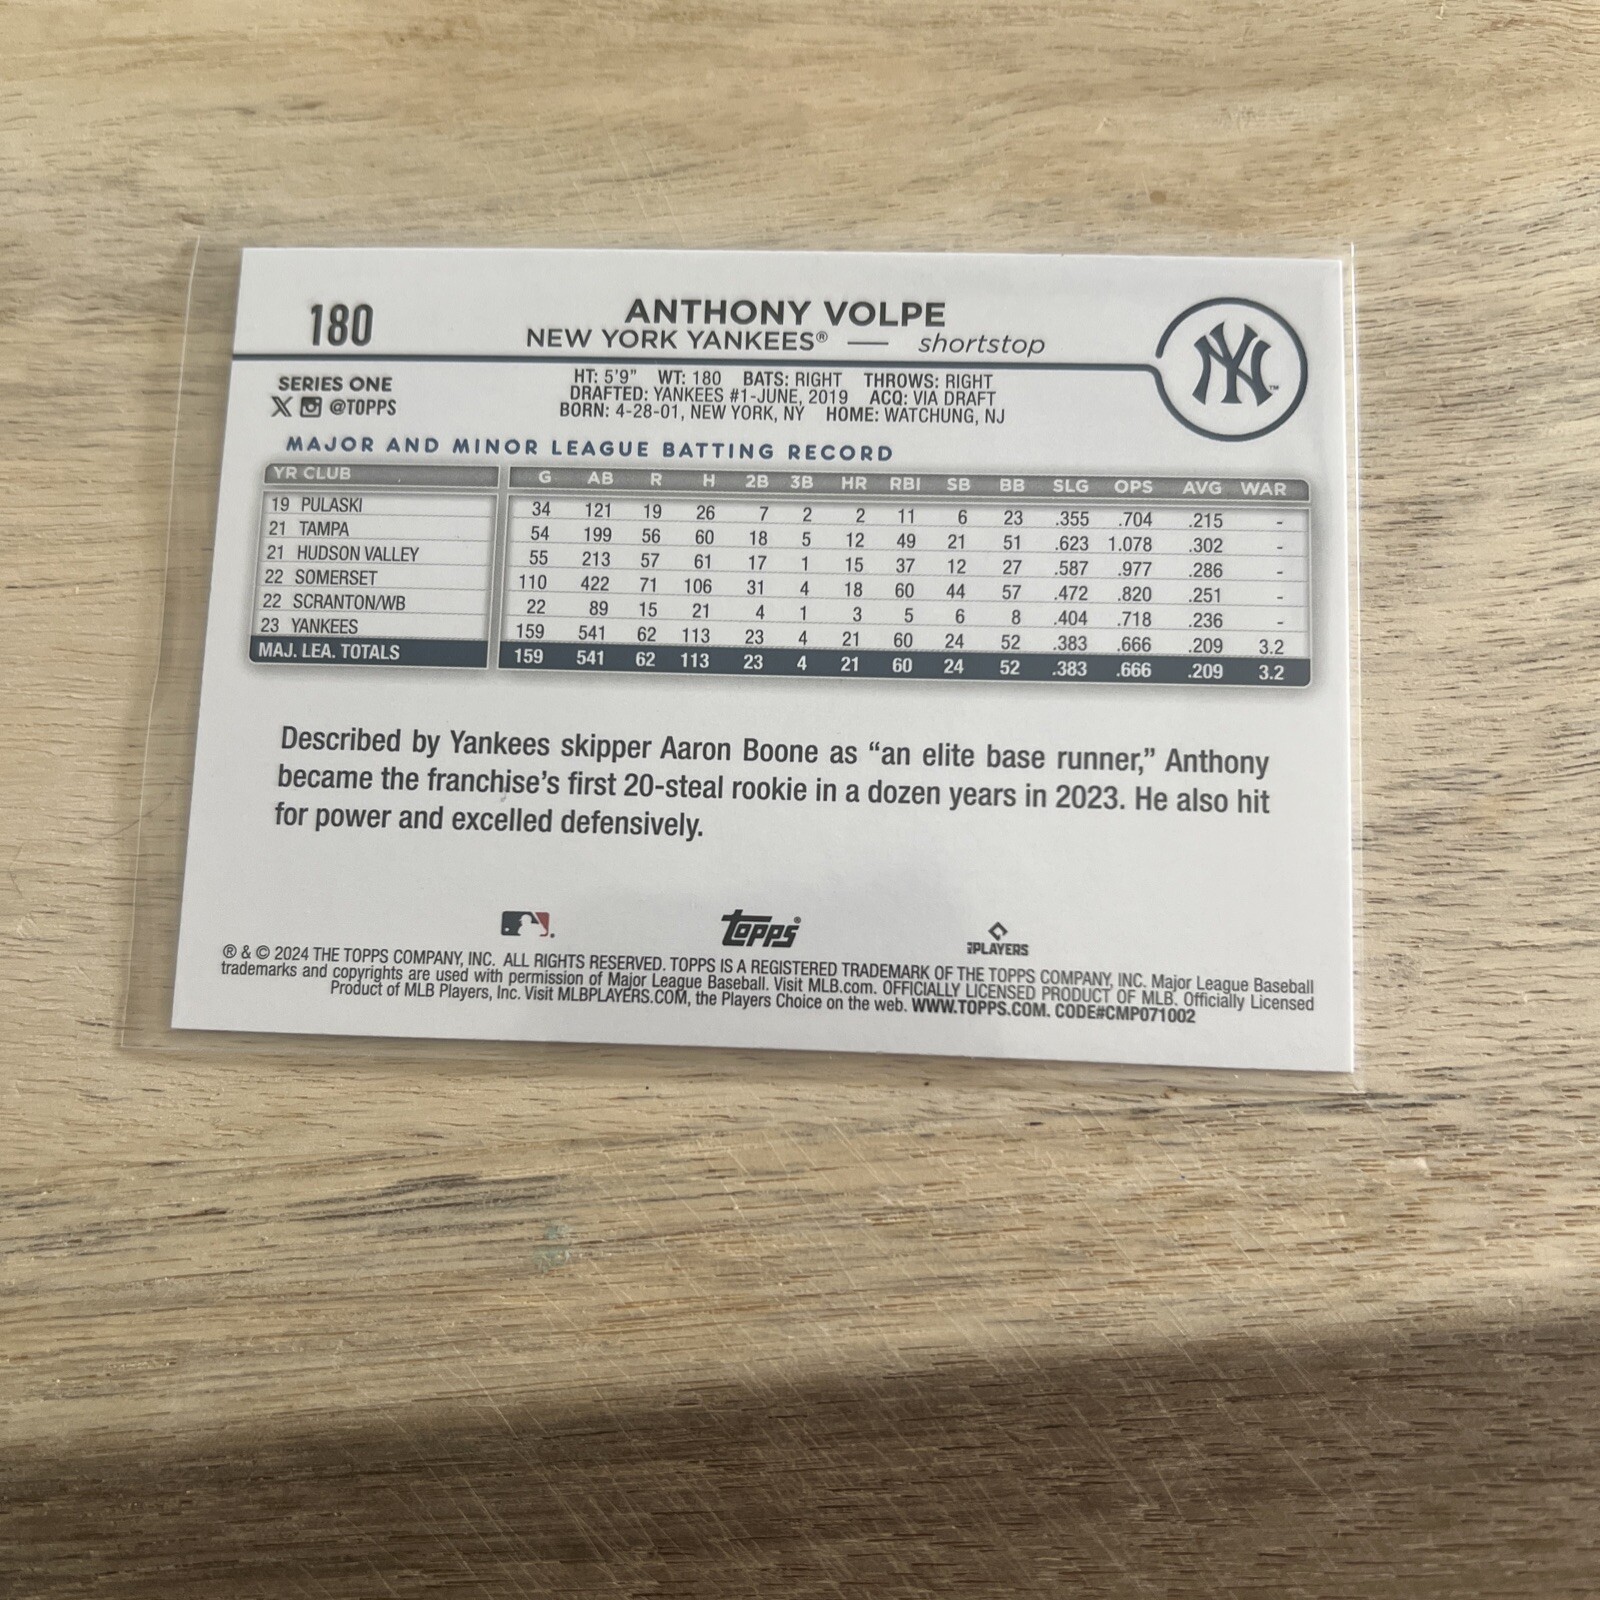 180
ANTHONY VOLPE
NEW YORK YANKEES® — shortstop
NY™
SERIES ONE
@TOPPS
HT: 5'9" WT: 180 BATS: RIGHT THROWS: RIGHT
DRAFTED: YANKEES #1-JUNE, 2019 ACQ: VIA DRAFT
BORN: 4-28-01, NEW YORK, NY HOME: WATCHUNG, NJ
MAJOR AND MINOR LEAGUE BATTING RECORD
YR CLUB G AB R H 2B 3B HR RBI SB BB SLG OPS AVG WAR
19 PULASKI 34 121 19 26 7 2 2 11 6 23 .355 .704 .215 -
21 TAMPA 54 199 56 60 18 5 12 49 21 51 .623 1.078 .302 -
21 HUDSON VALLEY 55 213 57 61 17 1 15 37 12 27 .587 .977 .286 -
22 SOMERSET 110 422 71 106 31 4 18 60 44 57 .472 .820 .251 -
22 SCRANTON/WB 22 89 15 21 4 1 3 5 6 8 .404 .718 .236 -
23 YANKEES 159 541 62 113 23 4 21 60 24 52 .383 .666 .209 3.2
MAJ. LEA. TOTALS 159 541 62 113 23 4 21 60 24 52 .383 .666 .209 3.2
Described by Yankees skipper Aaron Boone as “an elite base runner,” Anthony
became the franchise’s first 20-steal rookie in a dozen years in 2023. He also hit
for power and excelled defensively.
Topps®
PLAYERS
® & © 2024 THE TOPPS COMPANY, INC. ALL RIGHTS RESERVED. TOPPS IS A REGISTERED TRADEMARK OF THE TOPPS COMPANY, INC. Major League Baseball
trademarks and copyrights are used with permission of Major League Baseball. Visit MLB.com. OFFICIALLY LICENSED PRODUCT OF MLB. Officially Licensed
Product of MLB Players, Inc. Visit MLBPLAYERS.COM, the Players Choice on the web. WWW.TOPPS.COM. CODE#CMP071002